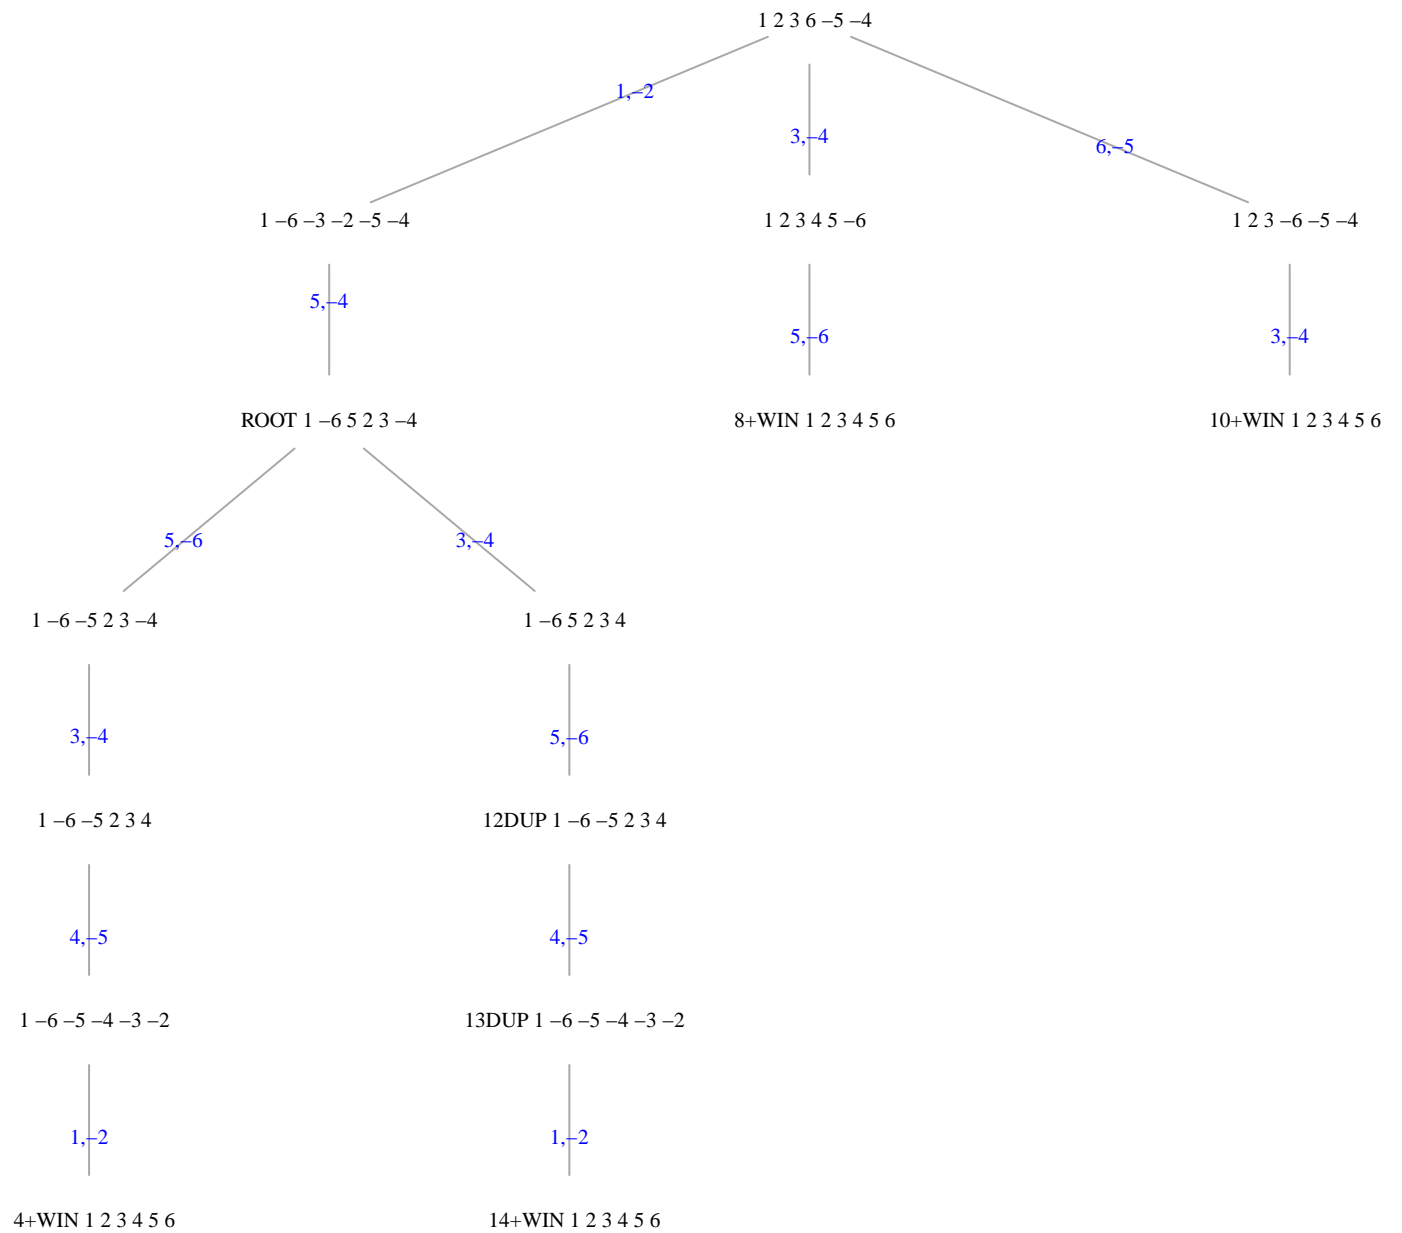 1 2 3 6 –5 –4
1,–2
3,–4
6,–5
1 –6 –3 –2 –5 –4
1 2 3 4 5 –6
1 2 3 –6 –5 –4
5,–4
5,–6
3,–4
ROOT 1 –6 5 2 3 –4
8+WIN 1 2 3 4 5 6
10+WIN 1 2 3 4 5 6
5,–6
3,–4
1 –6 –5 2 3 –4
1 –6 5 2 3 4
3,–4
5,–6
1 –6 –5 2 3 4
12DUP 1 –6 –5 2 3 4
4,–5
4,–5
1 –6 –5 –4 –3 –2
13DUP 1 –6 –5 –4 –3 –2
1,–2
1,–2
4+WIN 1 2 3 4 5 6
14+WIN 1 2 3 4 5 6